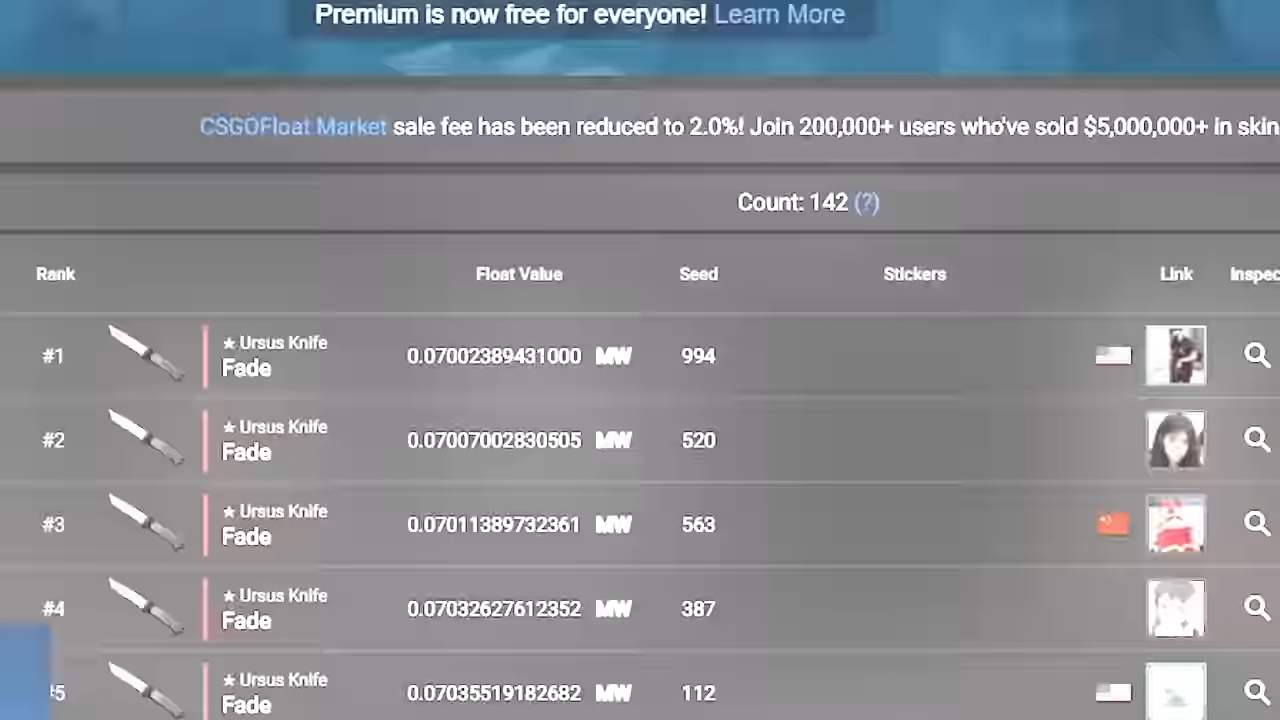 Premium is now free for everyone! Learn More
CSGOFloat Market sale fee has been reduced to 2.0%! Join 200,000+ users who've sold $5,000,000+ in skin
Count: 142 (?)
Rank Float Value Seed Stickers Link Inspec
#1 ★ Ursus Knife Fade 0.07002389431000 MW 994
#2 ★ Ursus Knife Fade 0.07007002830505 MW 520
#3 ★ Ursus Knife Fade 0.07011389732361 MW 563
#4 ★ Ursus Knife Fade 0.07032627612352 MW 387
#5 ★ Ursus Knife Fade 0.07035519182682 MW 112